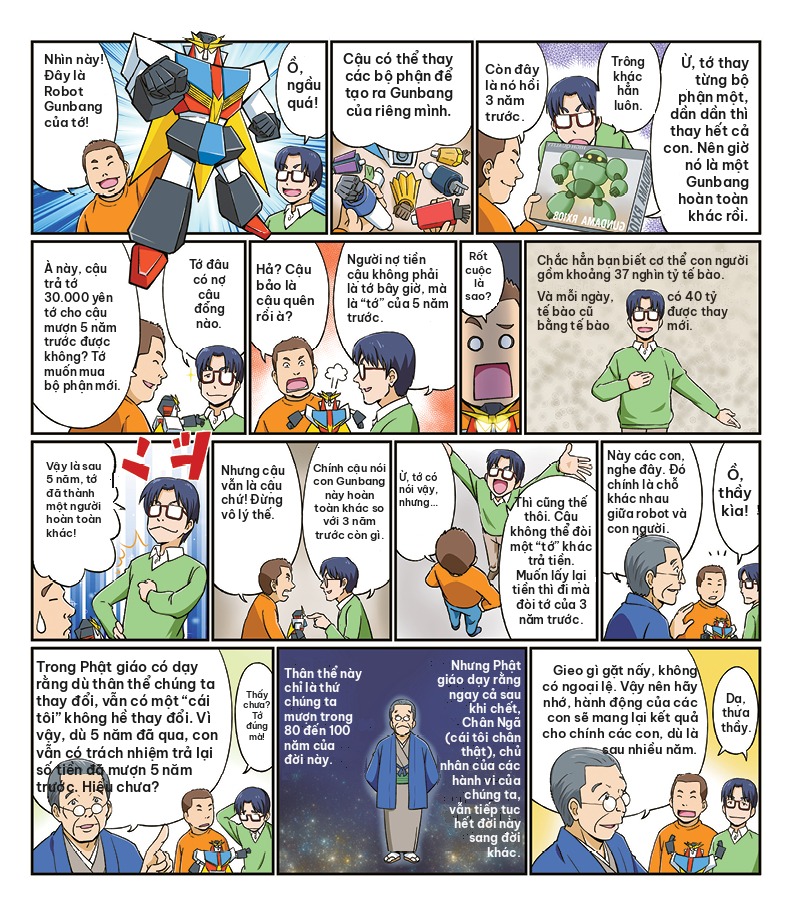 Nhìn này!
Đây là
Robot
Gunbang
của tớ!
Ồ,
ngầu
quá!
Cậu có thể thay
các bộ phận để
tạo ra Gunbang
của riêng mình.
Còn đây
là nó hồi
3 năm
trước.
Trông
khác
hẳn
luôn.
GUNDAMA RX108
Ừ, tớ thay
từng bộ
phận một,
dần dần thì
thay hết cả
con. Nên giờ
nó là một
Gunbang
hoàn toàn
khác rồi.
À này, cậu
trả tớ
30.000 yên
tớ cho cậu
mượn 5 năm
trước được
không? Tớ
muốn mua
bộ phận mới.
Tớ đâu
có nợ
cậu
đồng
nào.
Hả? Cậu
bảo là
cậu quên
rồi à?
Người nợ tiền
cậu không phải
là tớ bây giờ, mà
là “tớ” của 5 năm
trước.
Rốt
cuộc
là
sao?
Chắc hẳn bạn biết cơ thể con người
gồm khoảng 37 nghìn tỷ tế bào.
Và mỗi ngày, có 40 tỷ
tế bào cũ được thay
bằng tế bào mới.
Vậy là sau
5 năm, tớ
đã thành
một người
hoàn toàn
khác!
Nhưng cậu
vẫn là cậu
chứ! Đừng
vô lý thế.
Chính cậu nói
con Gunbang
này hoàn
toàn khác so
với 3 năm
trước còn gì.
Ừ, tớ có
nói vậy,
nhưng...
Thì cũng thế
thôi. Cậu
không thể đòi
một “tớ” khác
trả tiền.
Muốn lấy lại
tiền thì đi mà
đòi tớ của 3
năm trước.
Này các con,
nghe đây. Đó
chính là chỗ
khác nhau
giữa robot và
con người.
Ồ,
thầy
kìa!
Trong Phật giáo có dạy
rằng dù thân thể chúng ta
thay đổi, vẫn có một “cái
tôi” không hề thay đổi. Vì
vậy, dù 5 năm đã qua, con
vẫn có trách nhiệm trả lại
số tiền đã mượn 5 năm
trước. Hiểu chưa?
Thấy
chưa?
Tớ
đúng
mà!
Thân thể này
chỉ là thứ
chúng ta
mượn trong
80 đến 100
năm của
đời này.
Nhưng Phật
giáo dạy rằng
ngay cả sau
khi chết,
Chân Ngã
(cái tôi chân
thật), chủ
nhân của các
hành vi của
chúng ta,
vẫn tiếp tục
hết đời này
sang đời
khác.
Gieo gì gặt nấy, không
có ngoại lệ. Vậy nên hãy
nhớ, hành động của các
con sẽ mang lại kết quả
cho chính các con, dù là
sau nhiều năm.
Dạ,
thưa
thầy.